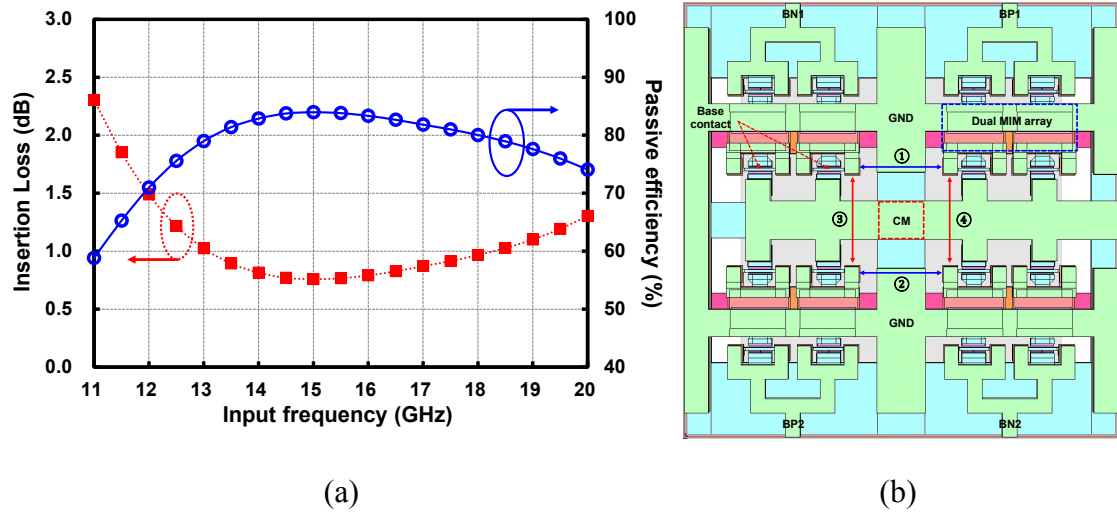 3.0
2.5
2.0
1.5
1.0
0.5
0.0
Insertion Loss (dB)
100
90
80
70
60
50
40
Passive efficiency (%)
11 12 13 14 15 16 17 18 19 20
Input frequency (GHz)
(a)
BN1
BP1
Base
contact
GND
Dual MIM array
①
③
CM
④
②
GND
BP2
BN2
(b)